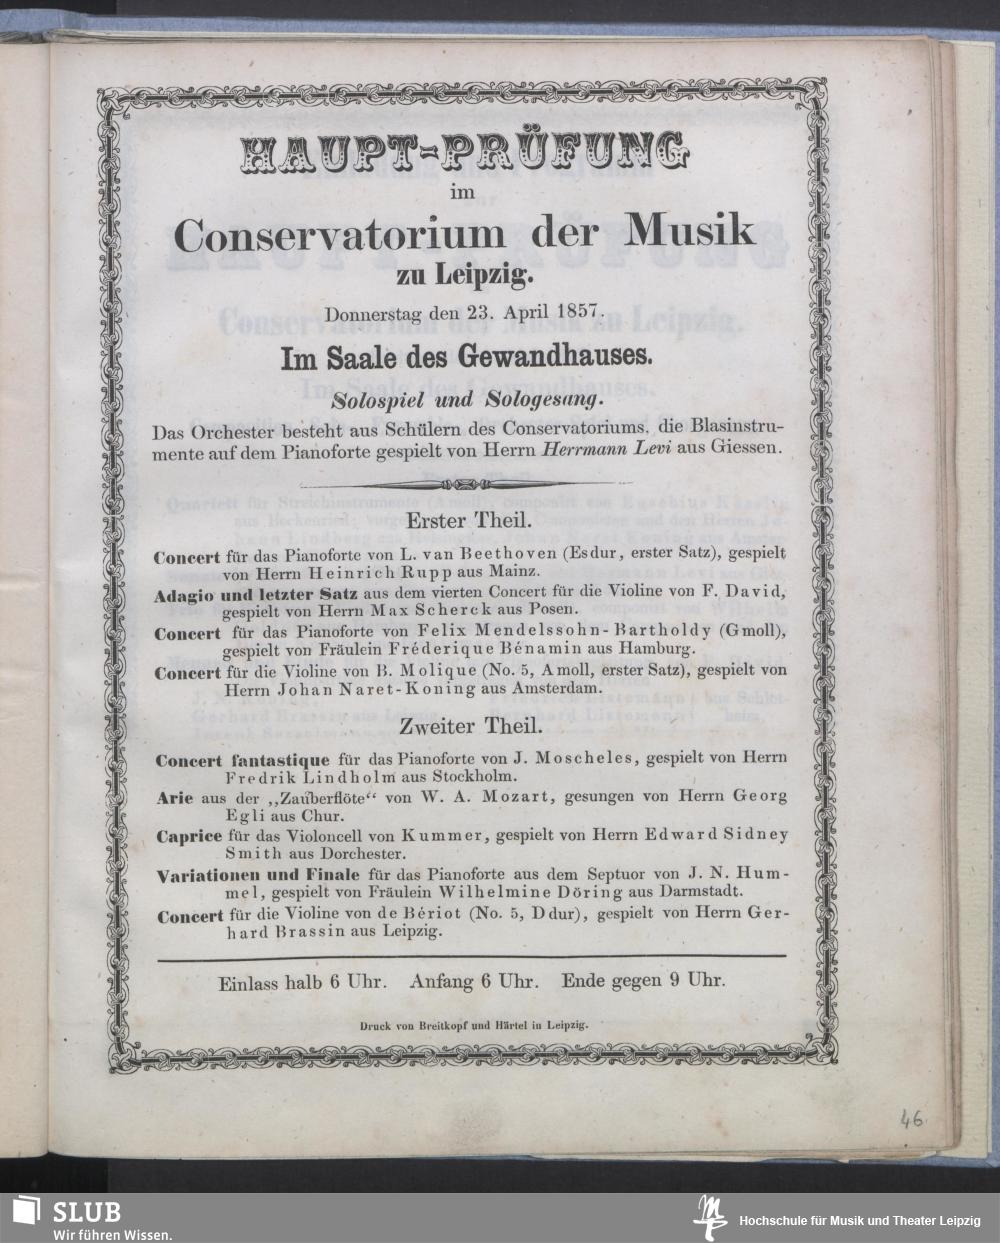 HAUPT-PRÜFUNG
im
Conservatorium der Musik
zu Leipzig.
Donnerstag den 23. April 1857.
Im Saale des Gewandhauses.
Solospiel und Sologesang.
Das Orchester besteht aus Schülern des Conservatoriums, die Blasinstru-
mente auf dem Pianoforte gespielt von Herrn Herrmann Levi aus Giessen.
Erster Theil.
Concert für das Pianoforte von L. van Beethoven (Es dur, erster Satz), gespielt
von Herrn Heinrich Rupp aus Mainz.
Adagio und letzter Satz aus dem vierten Concert für die Violine von F. David,
gespielt von Herrn Max Scherck aus Posen.
Concert für das Pianoforte von Felix Mendelssohn-Bartholdy (G moll),
gespielt von Fräulein Fréderique Bénamin aus Hamburg.
Concert für die Violine von B. Molique (No. 5, A moll, erster Satz), gespielt von
Herrn Johan Naret-Koning aus Amsterdam.
Zweiter Theil.
Concert fantastique für das Pianoforte von J. Moscheles, gespielt von Herrn
Fredrik Lindholm aus Stockholm.
Arie aus der „Zauberflöte“ von W. A. Mozart, gesungen von Herrn Georg
Egli aus Chur.
Caprice für das Violoncell von Kummer, gespielt von Herrn Edward Sidney
Smith aus Dorchester.
Variationen und Finale für das Pianoforte aus dem Septuor von J. N. Hum-
mel, gespielt von Fräulein Wilhelmine Döring aus Darmstadt.
Concert für die Violine von de Bériot (No. 5, D dur), gespielt von Herrn Ger-
hard Brassin aus Leipzig.
Einlass halb 6 Uhr. Anfang 6 Uhr. Ende gegen 9 Uhr.
Druck von Breitkopf und Härtel in Leipzig.
46.
SLUB
Wir führen Wissen.
Hochschule für Musik und Theater Leipzig